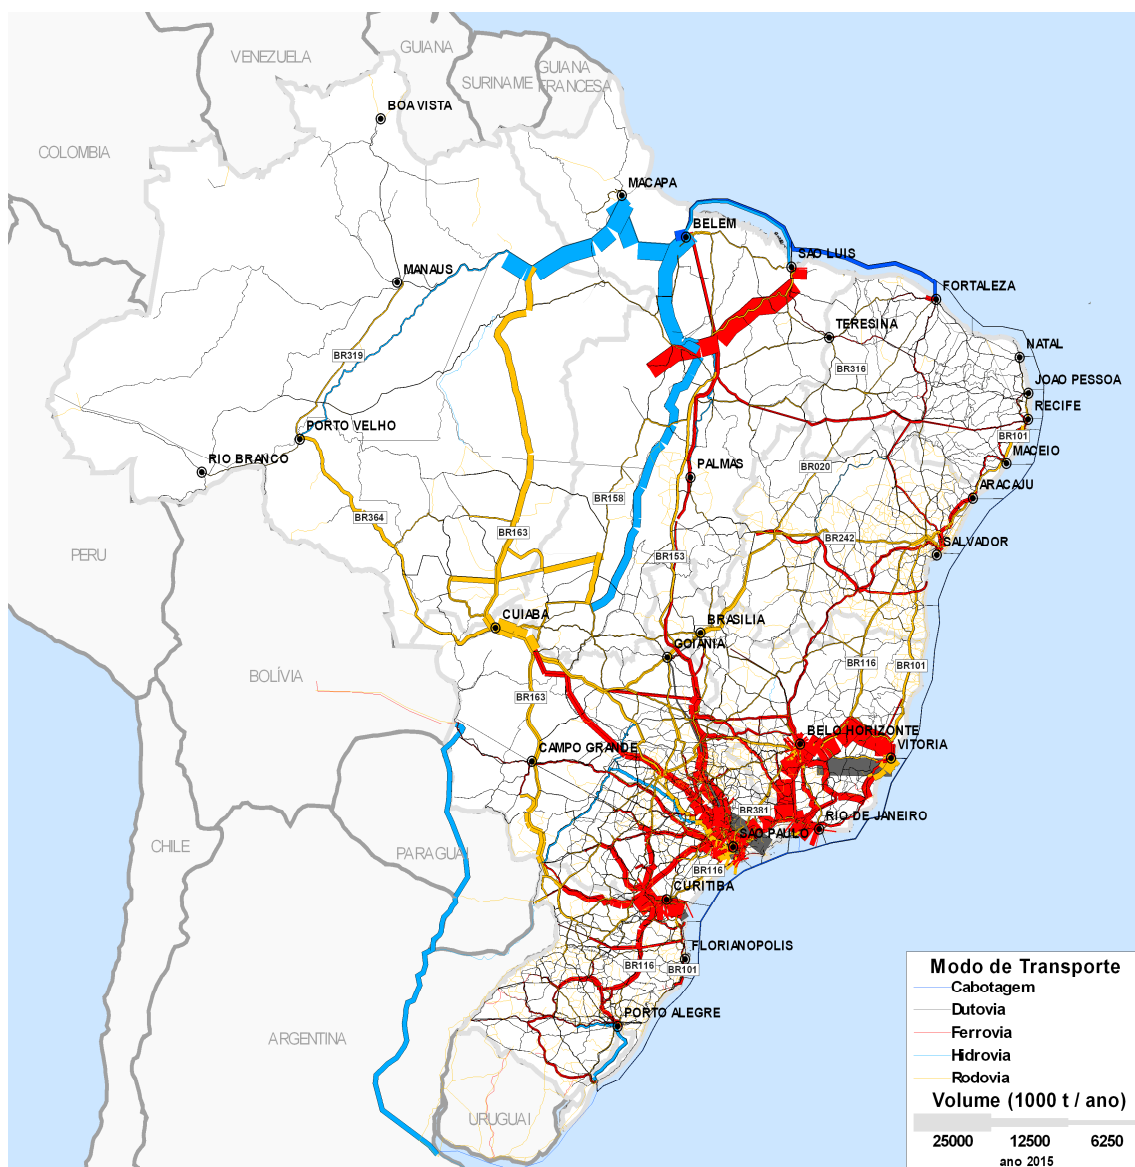 GUIANA
VENEZUELA
GUIANA
FRANCESA
SURINAME
BOA VISTA
COLOMBIA
MACAPA
BELEM
SAO LUIS
MANAUS
FORTALEZA
TERESINA
NATAL
BR319
BR316
JOAO PESSOA
RECIFE
PORTO VELHO
BR101
MACEIO
RIO BRANCO
PALMAS
BR020
ARACAJU
BR158
BR364
BR163
BR242
SALVADOR
PERU
BR153
CUIABA
BRASILIA
GOIANIA
BR116
BR101
BOLÍVIA
BR163
BELO HORIZONTE
VITORIA
CAMPO GRANDE
BR381
RIO DE JANEIRO
SAO PAULO
CHILE
PARAGUAI
BR116
CURITIBA
FLORIANOPOLIS
BR116
BR101
PORTO ALEGRE
ARGENTINA
URUGUAI
Modo de Transporte
Cabotagem
Dutovia
Ferrovia
Hidrovia
Rodovia
Volume (1000 t / ano)
25000 12500 6250
ano 2015